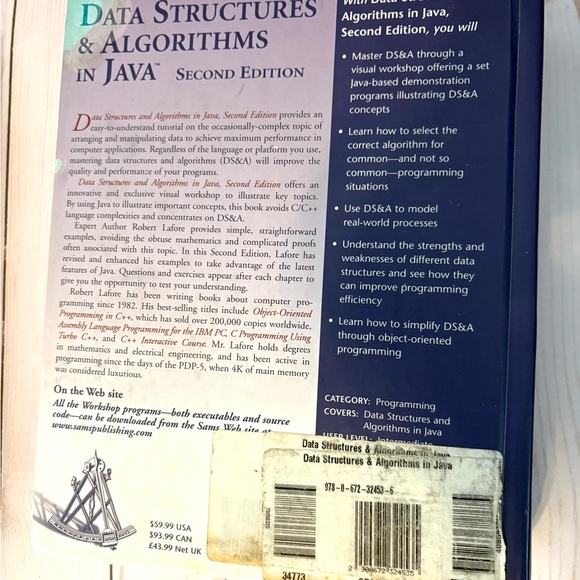 DATA STRUCTURES
& ALGORITHMS
IN JAVA™ SECOND EDITION
Data Structures and Algorithms in Java, Second Edition provides an
easy-to-understand tutorial on the occasionally-complex topic of
arranging and manipulating data to achieve maximum performance in
computer applications. Regardless of the language or platform you use,
mastering data structures and algorithms (DS&A) will improve the
quality and performance of your programs.
Data Structures and Algorithms in Java, Second Edition offers an
innovative and exclusive visual workshop to illustrate key topics.
By using Java to illustrate important concepts, this book avoids C/C++
language complexities and concentrates on DS&A.
Expert Author Robert Lafore provides simple, straightforward
examples, avoiding the obtuse mathematics and complicated proofs
often associated with this topic. In this Second Edition, Lafore has
revised and enhanced his examples to take advantage of the latest
features of Java. Questions and exercises appear after each chapter to
give you the opportunity to test your understanding.
Robert Lafore has been writing books about computer pro-
gramming since 1982. His best-selling titles include Object-Oriented
Programming in C++, which has sold over 200,000 copies worldwide,
Assembly Language Programming for the IBM PC, C Programming Using
Turbo C++, and C++ Interactive Course. Mr. Lafore holds degrees
in mathematics and electrical engineering, and has been active in
programming since the days of the PDP-5, when 4K of main memory
was considered luxurious.
On the Web site
All the Workshop programs—both executables and source
code—can be downloaded from the Sams Web site at
www.samspublishing.com
$59.99 USA
$93.99 CAN
£43.99 Net UK
With Data
Algorithms in Java,
Second Edition, you will
• Master DS&A through a
visual workshop offering a set
Java-based demonstration
programs illustrating DS&A
concepts
• Learn how to select the
correct algorithm for
common—and not so
common—programming
situations
• Use DS&A to model
real-world processes
• Understand the strengths and
weaknesses of different data
structures and see how they
can improve programming
efficiency
• Learn how to simplify DS&A
through object-oriented
programming
CATEGORY: Programming
COVERS: Data Structures and
Algorithms in Java
USER LEVEL: Intermediate
Data Structures & Algorithms in Java
Data Structures & Algorithms in Java
978-0-672-32453-6
2 900672 324535
34773